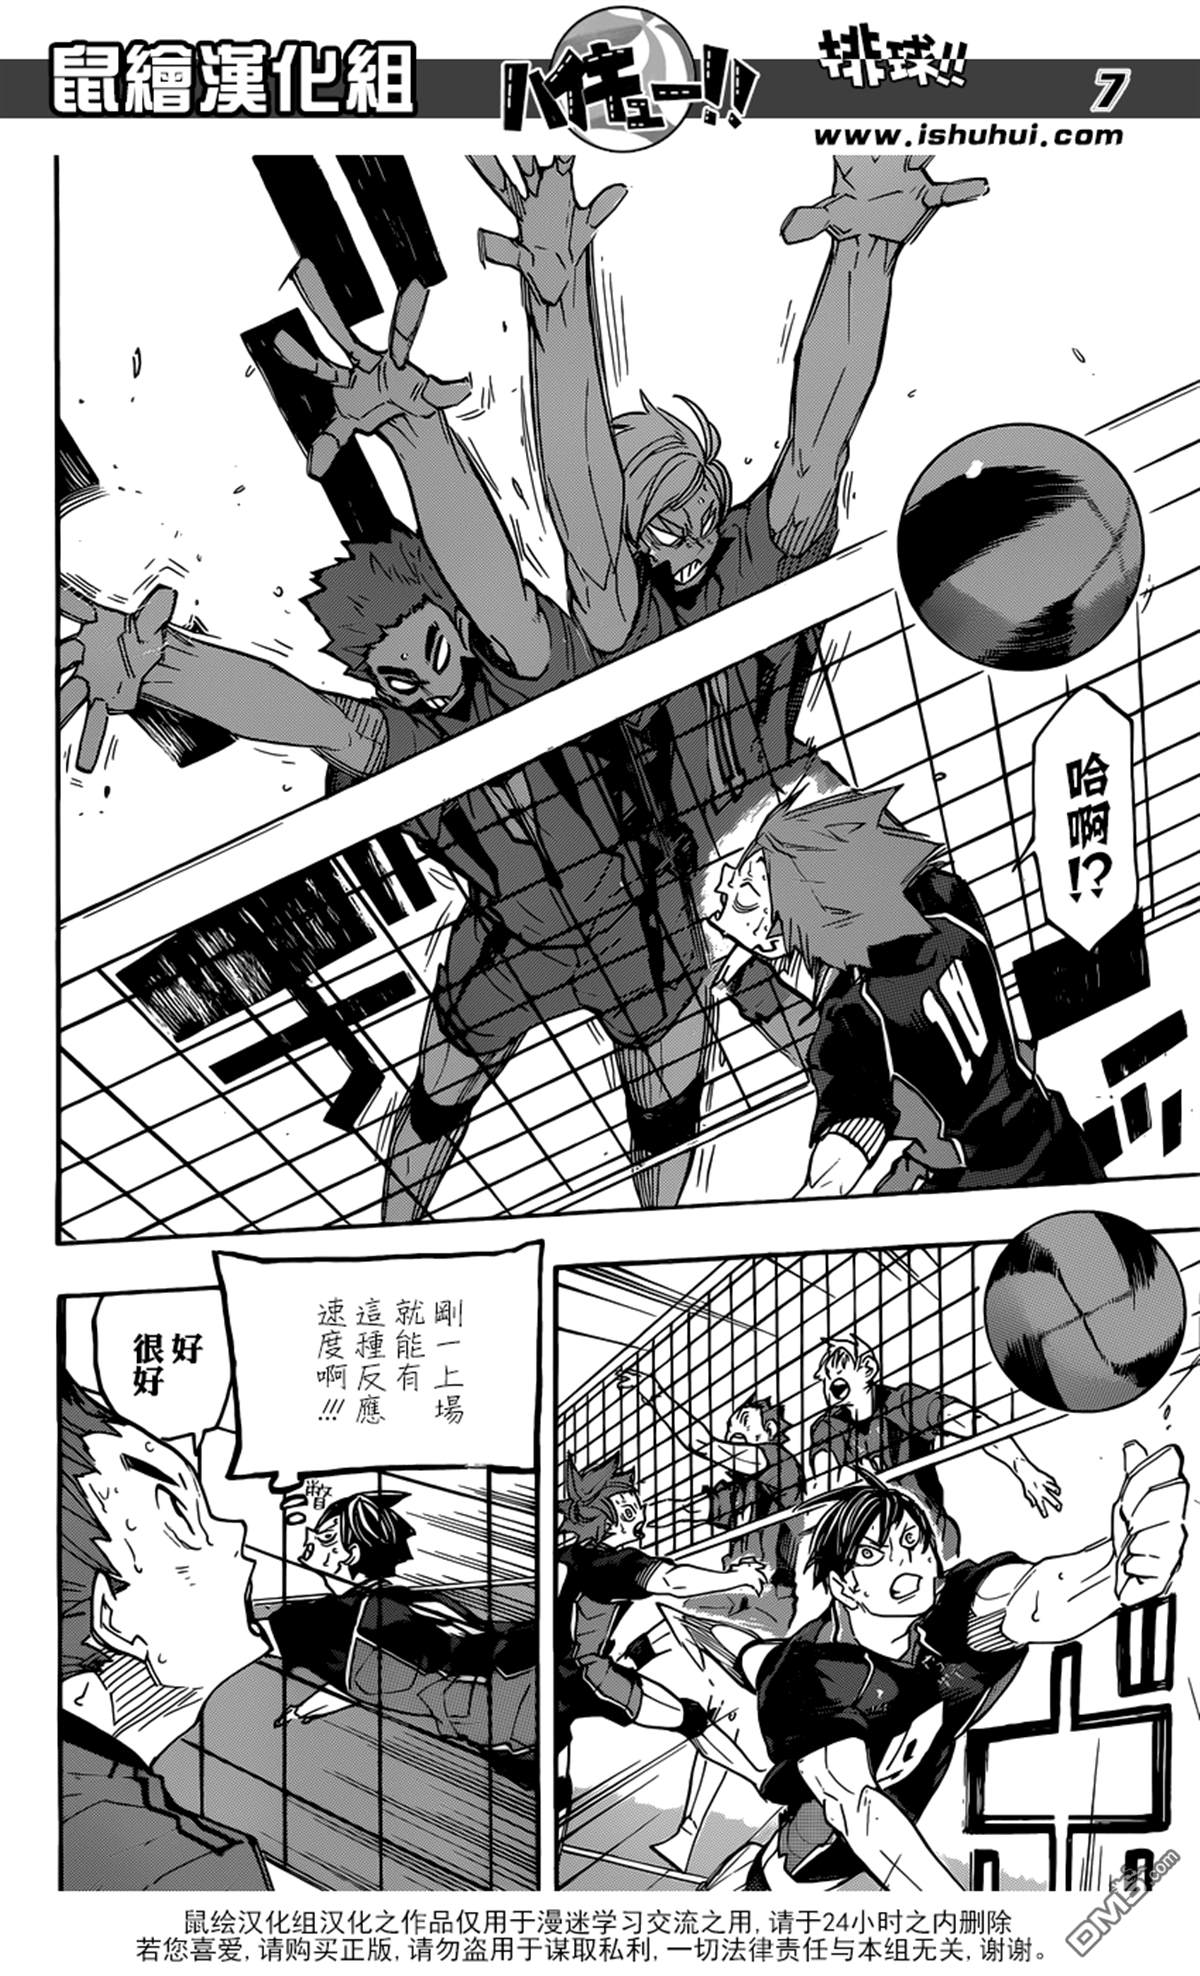 鼠繪漢化組
ハイキュー!!
排球!!
7
www.ishuhui.com
哈啊!?
剛一上場
就能有
這種反應
速度啊!!!
好
很好
瞥
鼠绘汉化组汉化之作品仅用于漫迷学习交流之用,请于24小时之内删除
若您喜爱,请购买正版,请勿盗用于谋取私利,一切法律责任与本组无关,谢谢。
DM5.com